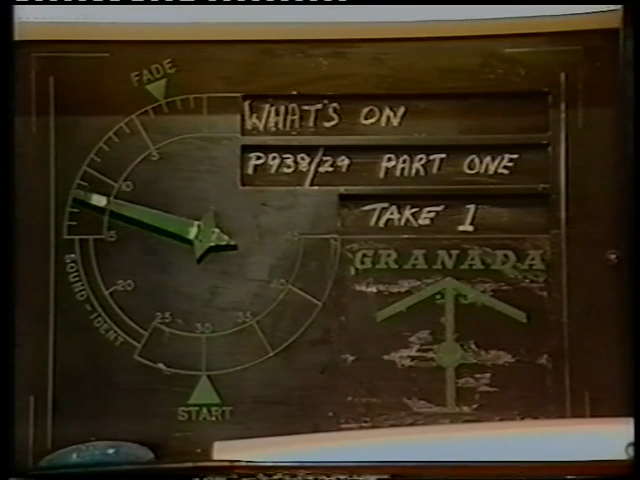 FADE
WHAT'S ON
P938/29 PART ONE
TAKE 1
GRANADA
5
10
15
20
25
30
35
40
45
SOUND-IDENT
START